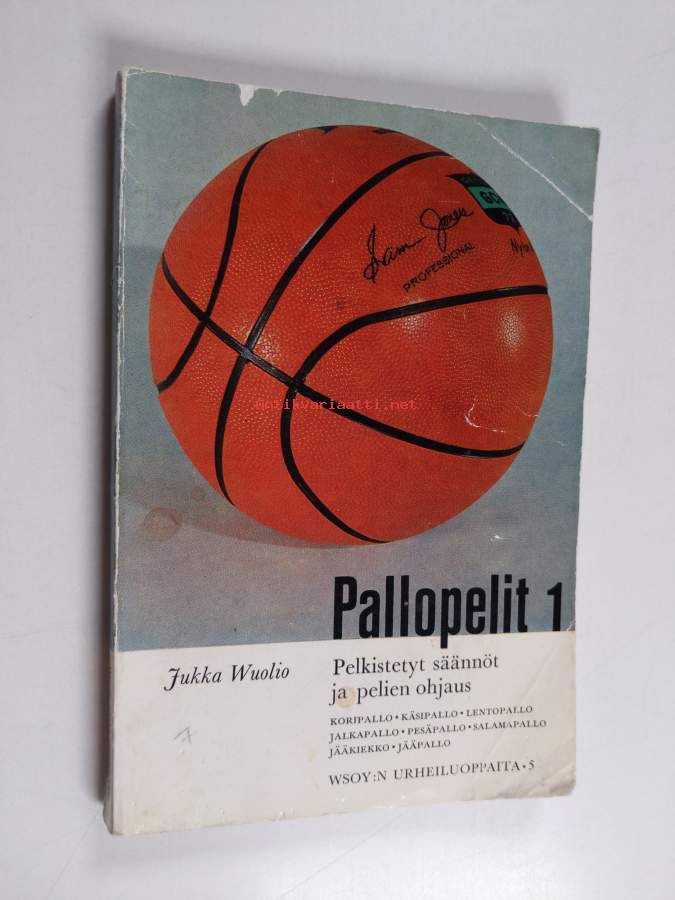 Sam Jones
PROFESSIONAL
antikvariaatti.net
Pallopelit 1
Jukka Wuolio
Pelkistetyt säännöt
ja pelien ohjaus
KORIPALLO • KÄSIPALLO • LENTOPALLO
JALKAPALLO • PESÄPALLO • SALAMAPALLO
JÄÄKIEKKO • JÄÄPALLO
WSOY:N URHEILUOPPAITA • 5
7